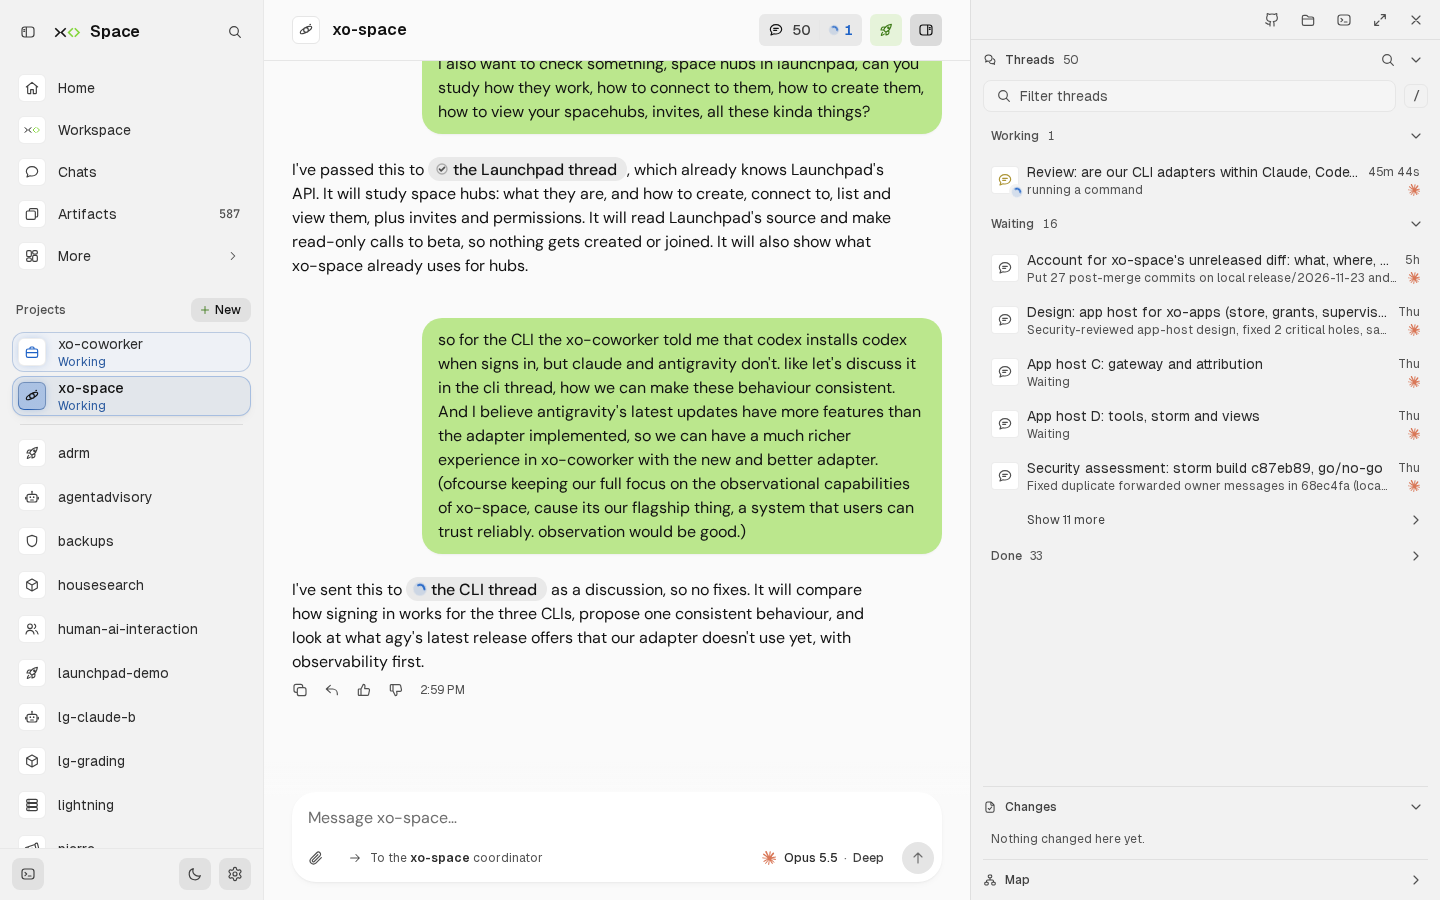 Space
Home
Workspace
Chats
Artifacts 587
More
Projects
+ New
xo-coworker
Working
xo-space
Working
adrm
agentadvisory
backups
housesearch
human-ai-interaction
launchpad-demo
lg-claude-b
lg-grading
lightning
xo-space
50
1
I also want to check something, space hubs in launchpad, can you
study how they work, how to connect to them, how to create them,
how to view your spacehubs, invites, all these kinda things?
I've passed this to the Launchpad thread , which already knows Launchpad's
API. It will study space hubs: what they are, and how to create, connect to, list and
view them, plus invites and permissions. It will read Launchpad's source and make
read-only calls to beta, so nothing gets created or joined. It will also show what
xo-space already uses for hubs.
so for the CLI the xo-coworker told me that codex installs codex
when signs in, but claude and antigravity don't. like let's discuss it
in the cli thread, how we can make these behaviour consistent.
And I believe antigravity's latest updates have more features than
the adapter implemented, so we can have a much richer
experience in xo-coworker with the new and better adapter.
(ofcourse keeping our full focus on the observational capabilities
of xo-space, cause its our flagship thing, a system that users can
trust reliably. observation would be good.)
I've sent this to the CLI thread as a discussion, so no fixes. It will compare
how signing in works for the three CLIs, propose one consistent behaviour, and
look at what agy's latest release offers that our adapter doesn't use yet, with
observability first.
2:59 PM
Message xo-space...
→ To the xo-space coordinator
Opus 5.5 · Deep
Threads 50
Filter threads
/
Working 1
Review: are our CLI adapters within Claude, Code... 45m 44s
running a command
Waiting 16
Account for xo-space's unreleased diff: what, where, ... 5h
Put 27 post-merge commits on local release/2026-11-23 and...
Design: app host for xo-apps (store, grants, supervis... Thu
Security-reviewed app-host design, fixed 2 critical holes, sa...
App host C: gateway and attribution Thu
Waiting
App host D: tools, storm and views Thu
Waiting
Security assessment: storm build c87eb89, go/no-go Thu
Fixed duplicate forwarded owner messages in 68ec4fa (loca...
Show 11 more
Done 33
Changes
Nothing changed here yet.
Map